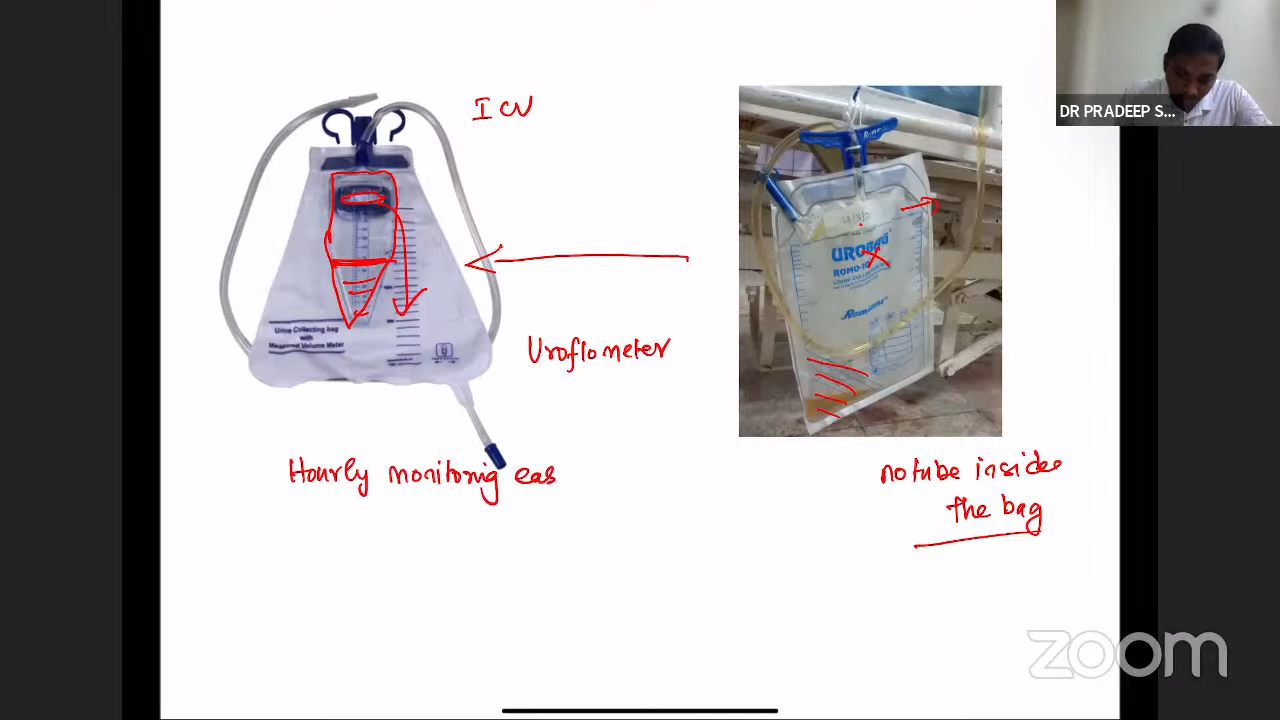 ICU
DR PRADEEP S...
UROBAG
Romsons
Urine Collecting bag
with
Measured Volume Meter
Uroflometer
Hourly monitoring eas
no tube inside
the bag
zoom